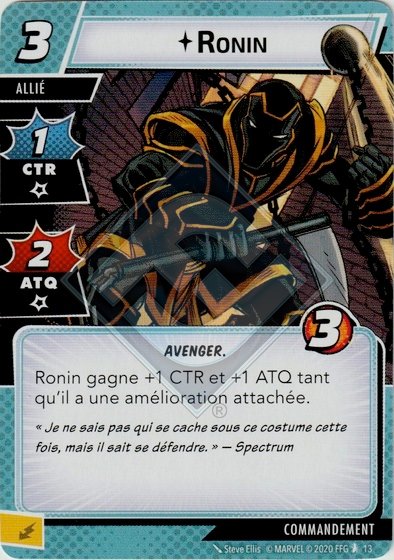 3
RONIN
ALLIÉ
1
CTR
2
ATQ
3
AVENGER.
Ronin gagne +1 CTR et +1 ATQ tant
qu'il a une amélioration attachée.
« Je ne sais pas qui se cache sous ce costume cette
fois, mais il sait se défendre. » — Spectrum
®
COMMANDEMENT
Steve Ellis © MARVEL © 2020 FFG 13